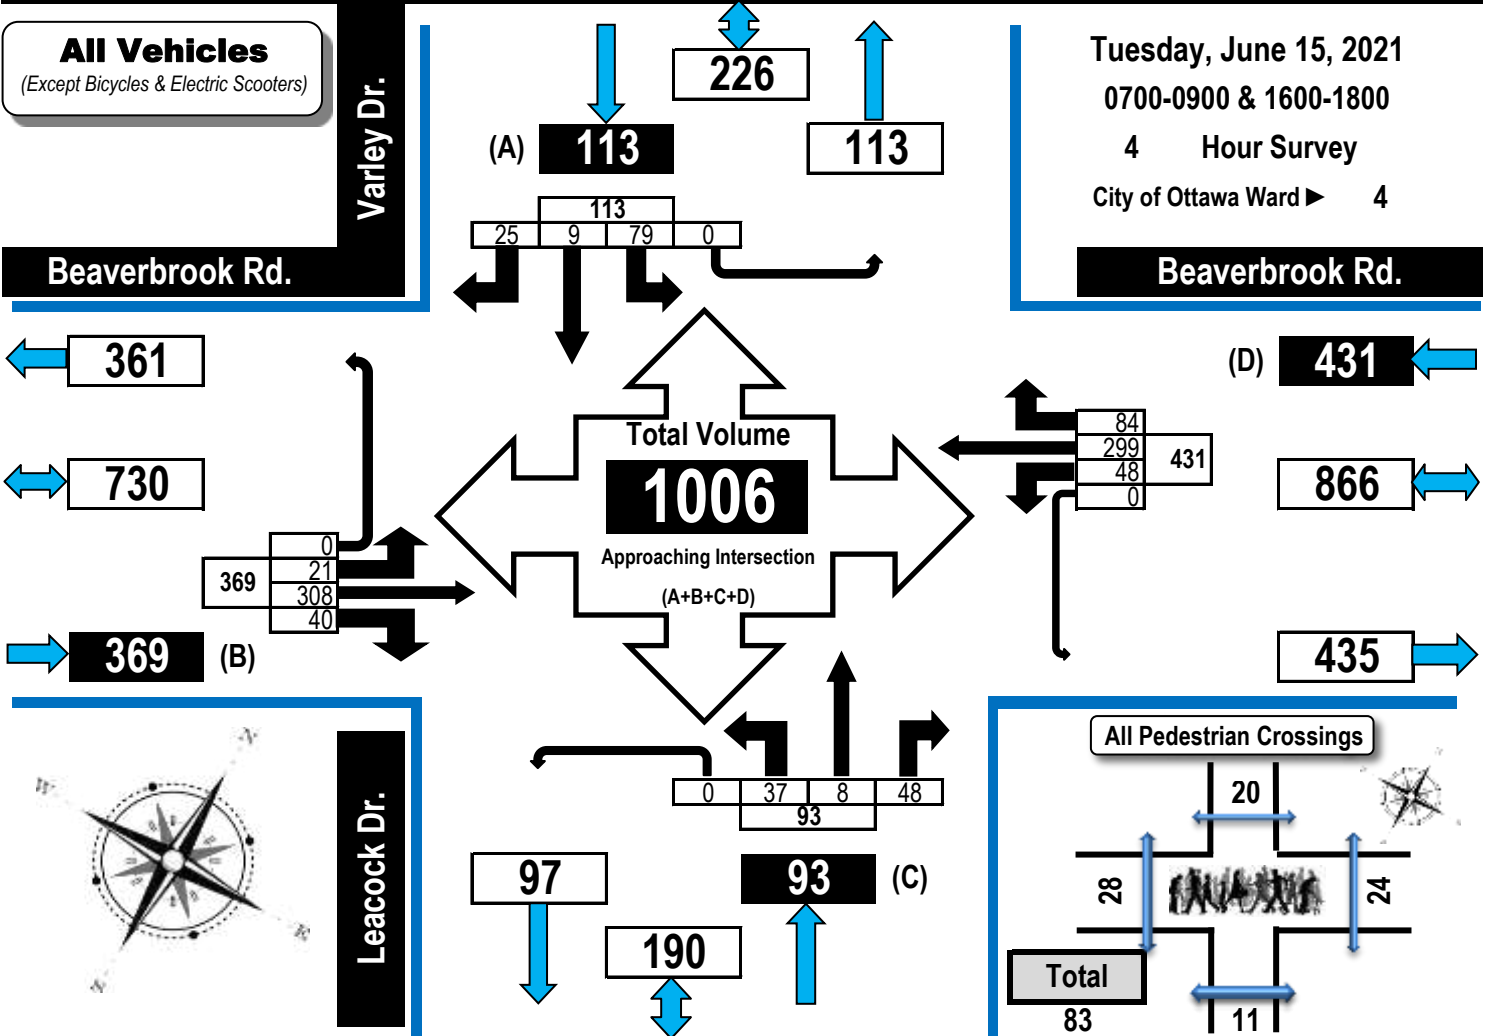 All Vehicles
(Except Bicycles & Electric Scooters)
Varley Dr.
Beaverbrook Rd.
226
(A) 113
113
113
25 9 79 0
Tuesday, June 15, 2021
0700-0900 & 1600-1800
4 Hour Survey
City of Ottawa Ward ► 4
Beaverbrook Rd.
361
730
0
21
308
40
369
369 (B)
Total Volume
1006
Approaching Intersection
(A+B+C+D)
(D) 431
84
299
48
0
431
866
435
N
W
E
S
Leacock Dr.
0 37 8 48
93
97
93 (C)
190
All Pedestrian Crossings
20
28
24
Total
83
11